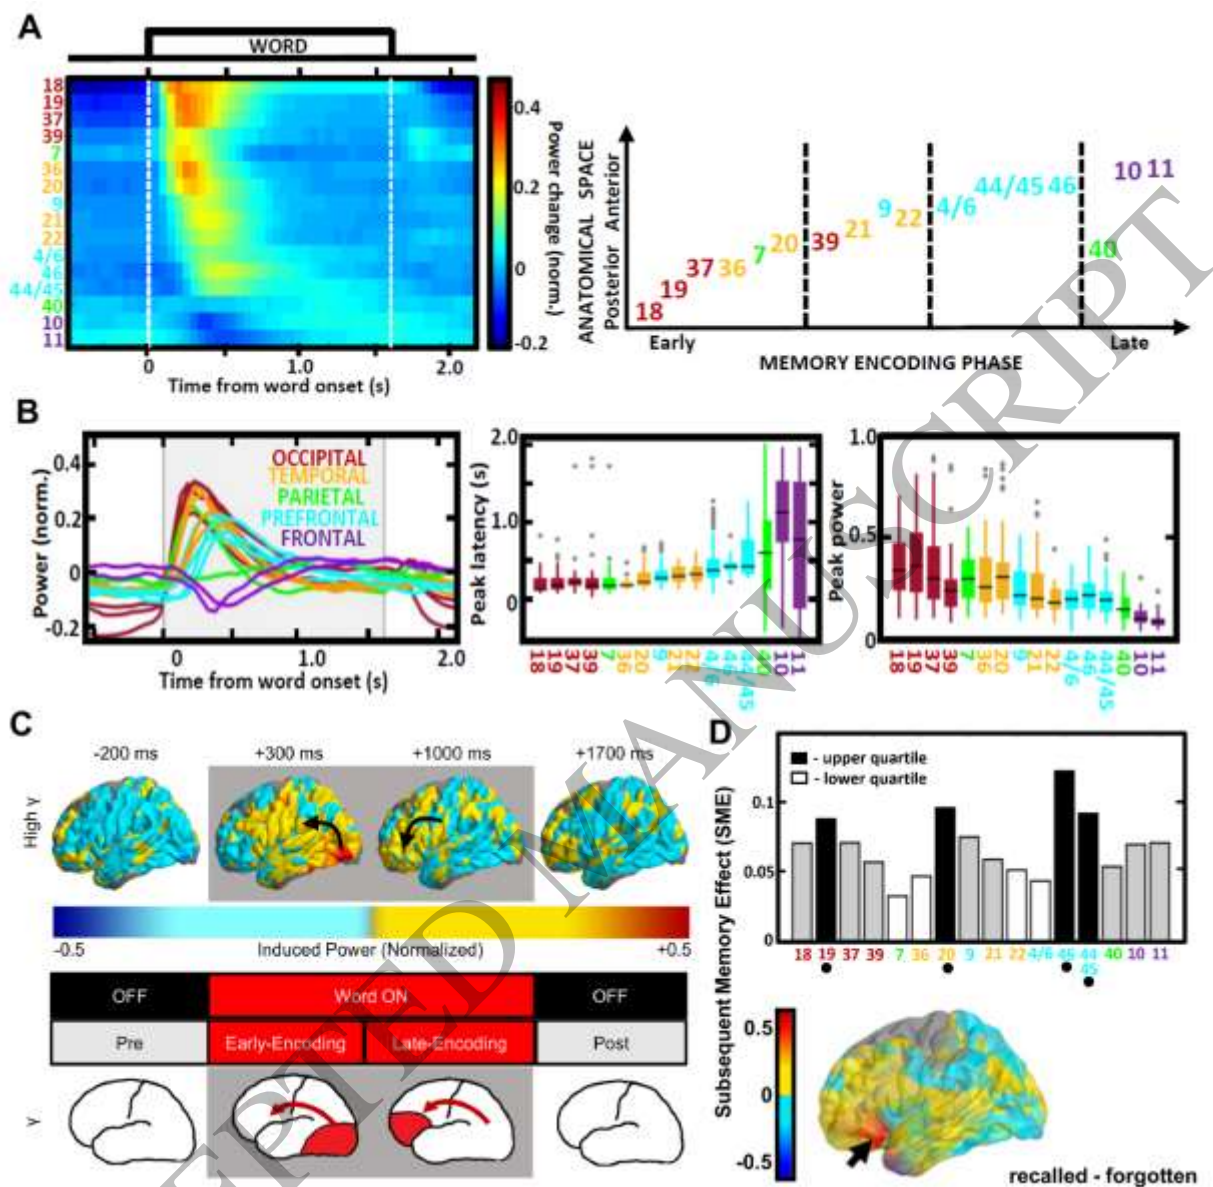 A
WORD
18
19
37
39
7
36
20
9
21
22
4/6
46
44/45
40
10
11
0
1.0
2.0
Time from word onset (s)
0.4
0.2
0
-0.2
Power change (norm.)
ANATOMICAL SPACE
Posterior Anterior
18
19
37
36
7
20
39
21
9
22
4/6
44/45
46
40
10
11
Early
Late
MEMORY ENCODING PHASE
B
Power (norm.)
0.4
0.2
0
-0.2
OCCIPITAL
TEMPORAL
PARIETAL
PREFRONTAL
FRONTAL
0
1.0
2.0
Time from word onset (s)
Peak latency (s)
2.0
1.0
0
18 19 37 39 7 36 20 9 21 22 4/6 46 44/45 40 10 11
Peak power
1.0
0.5
0
18 19 37 39 7 36 20 9 21 22 4/6 46 44/45 40 10 11
C
-200 ms
+300 ms
+1000 ms
+1700 ms
High γ
-0.5
Induced Power (Normalized)
+0.5
OFF
Word ON
OFF
Pre
Early-Encoding
Late-Encoding
Post
γ
D
- upper quartile
- lower quartile
Subsequent Memory Effect (SME)
0.1
0.05
0
18 19 37 39 7 36 20 9 21 22 4/6 46 44 45 40 10 11
0.5
0
-0.5
recalled - forgotten
EPTED MANUSCRIPT